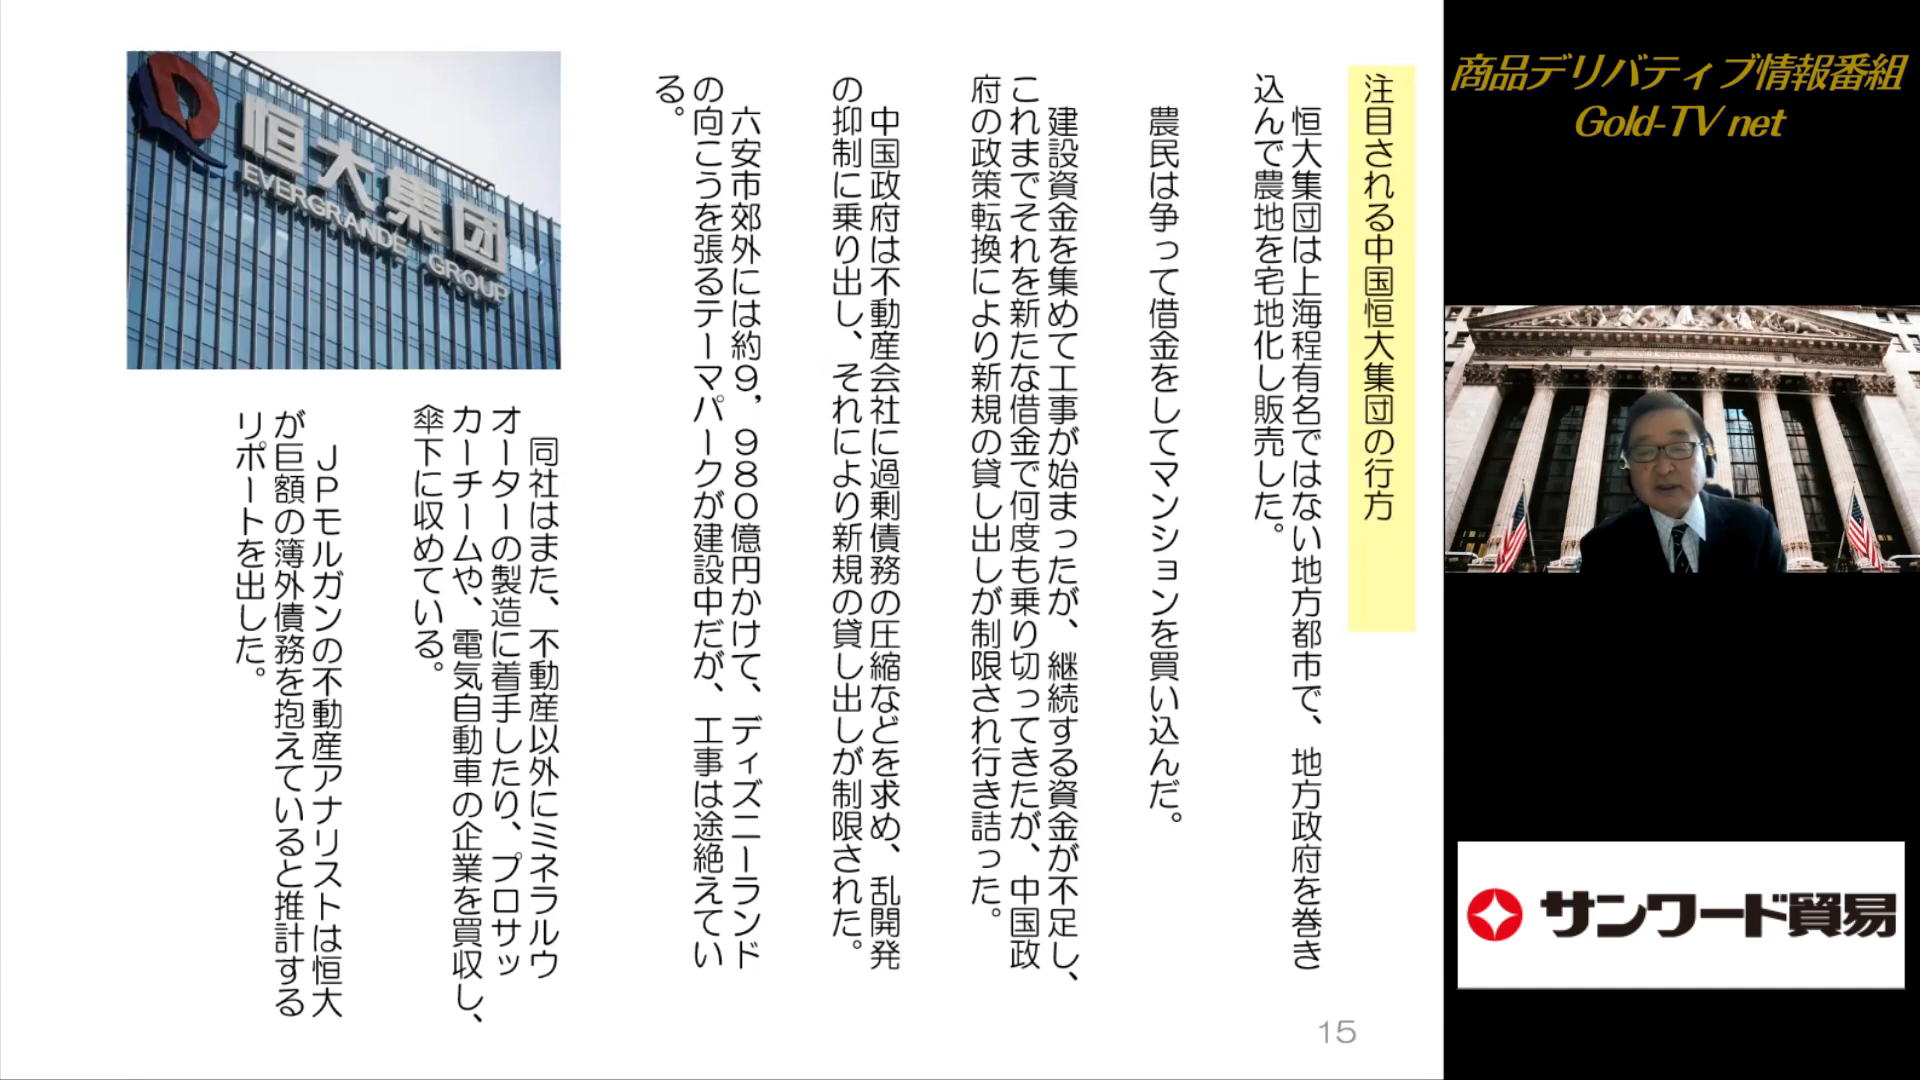 注目される中国恒大集団の行方
恒大集団は上海程有名ではない地方都市で、地方政府を巻き
込んで農地を宅地化し販売した。
農民は争って借金をしてマンションを買い込んだ。
建設資金を集めて工事が始まったが、継続する資金が不足し、
これまでそれを新たな借金で何度も乗り切ってきたが、中国政
府の政策転換により新規の貸し出しが制限され行き詰った。
中国政府は不動産会社に過剰債務の圧縮などを求め、乱開発
の抑制に乗り出し、それにより新規の貸し出しが制限された。
六安市郊外には約９，９８０億円かけて、ディズニーランド
の向こうを張るテーマパークが建設中だが、工事は途絶えてい
る。
同社はまた、不動産以外にミネラルウ
オーターの製造に着手したり、プロサッ
カーチームや、電気自動車の企業を買収し、
傘下に収めている。
ＪＰモルガンの不動産アナリストは恒大
が巨額の簿外債務を抱えていると推計する
リポートを出した。
恒大集团
EVERGRANDE GROUP
15
商品デリバティブ情報番組
Gold-TV net
サンワード貿易